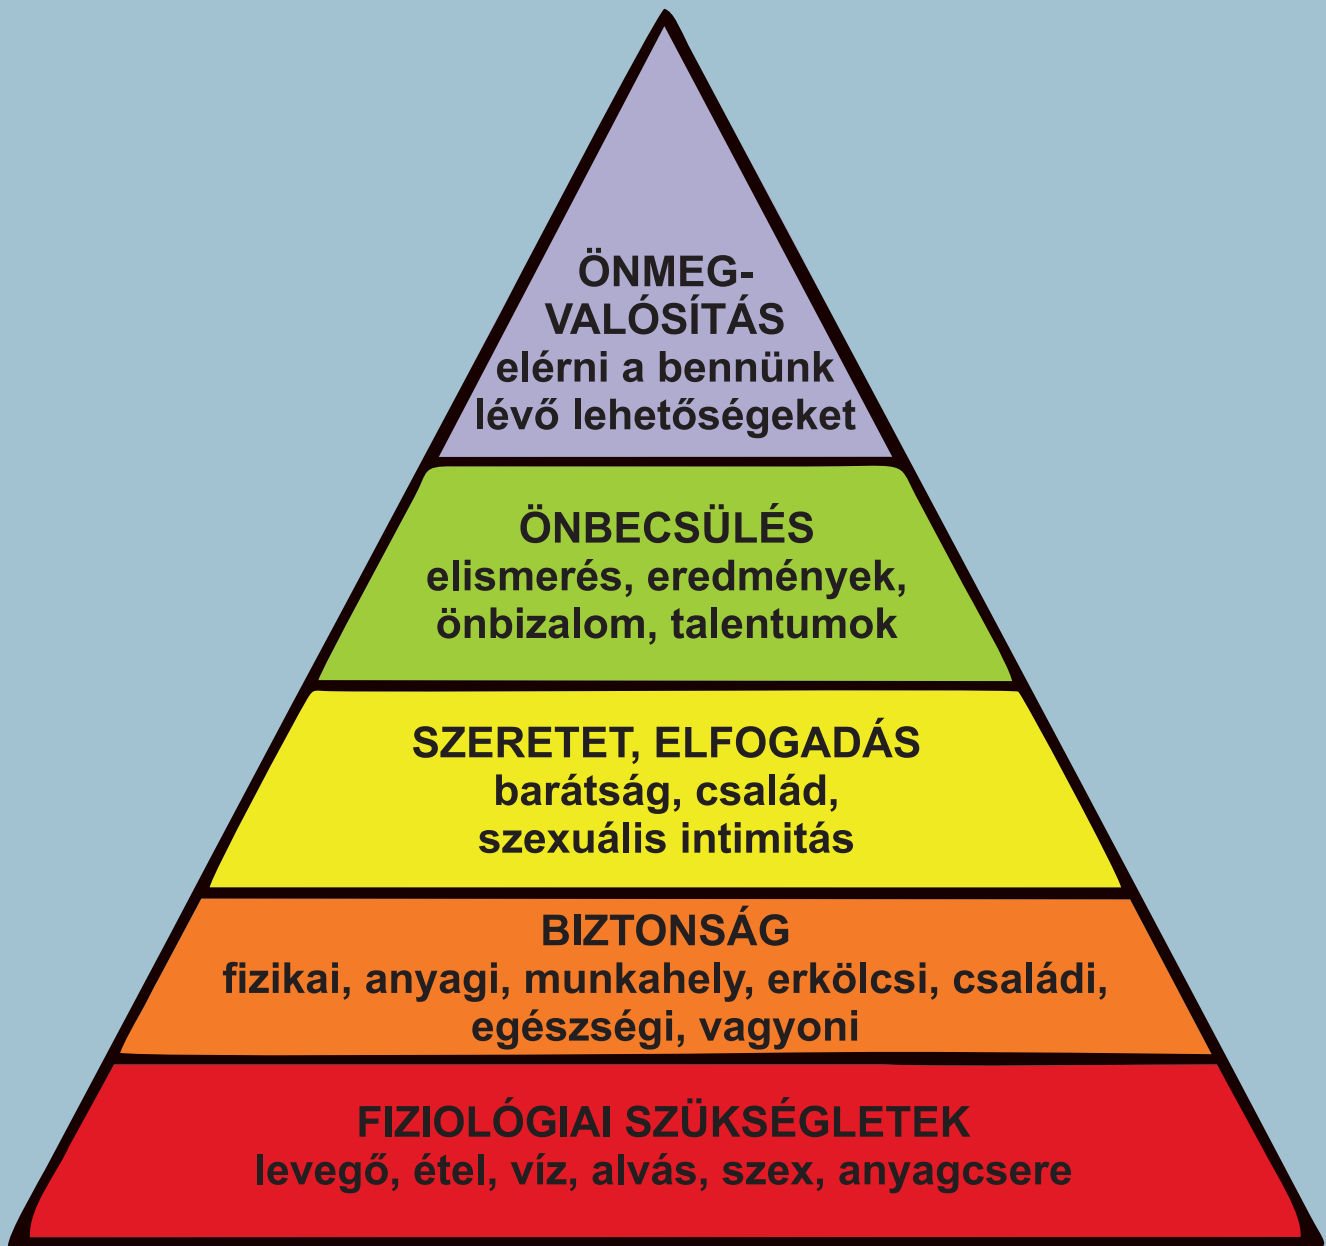 ÖNMEG-
VALÓSÍTÁS
elérni a bennünk
lévő lehetőségeket
ÖNBECSÜLÉS
elismerés, eredmények,
önbizalom, talentumok
SZERETET, ELFOGADÁS
barátság, család,
szexuális intimitás
BIZTONSÁG
fizikai, anyagi, munkahely, erkölcsi, családi,
egészségi, vagyoni
FIZIOLÓGIAI SZÜKSÉGLETEK
levegő, étel, víz, alvás, szex, anyagcsere